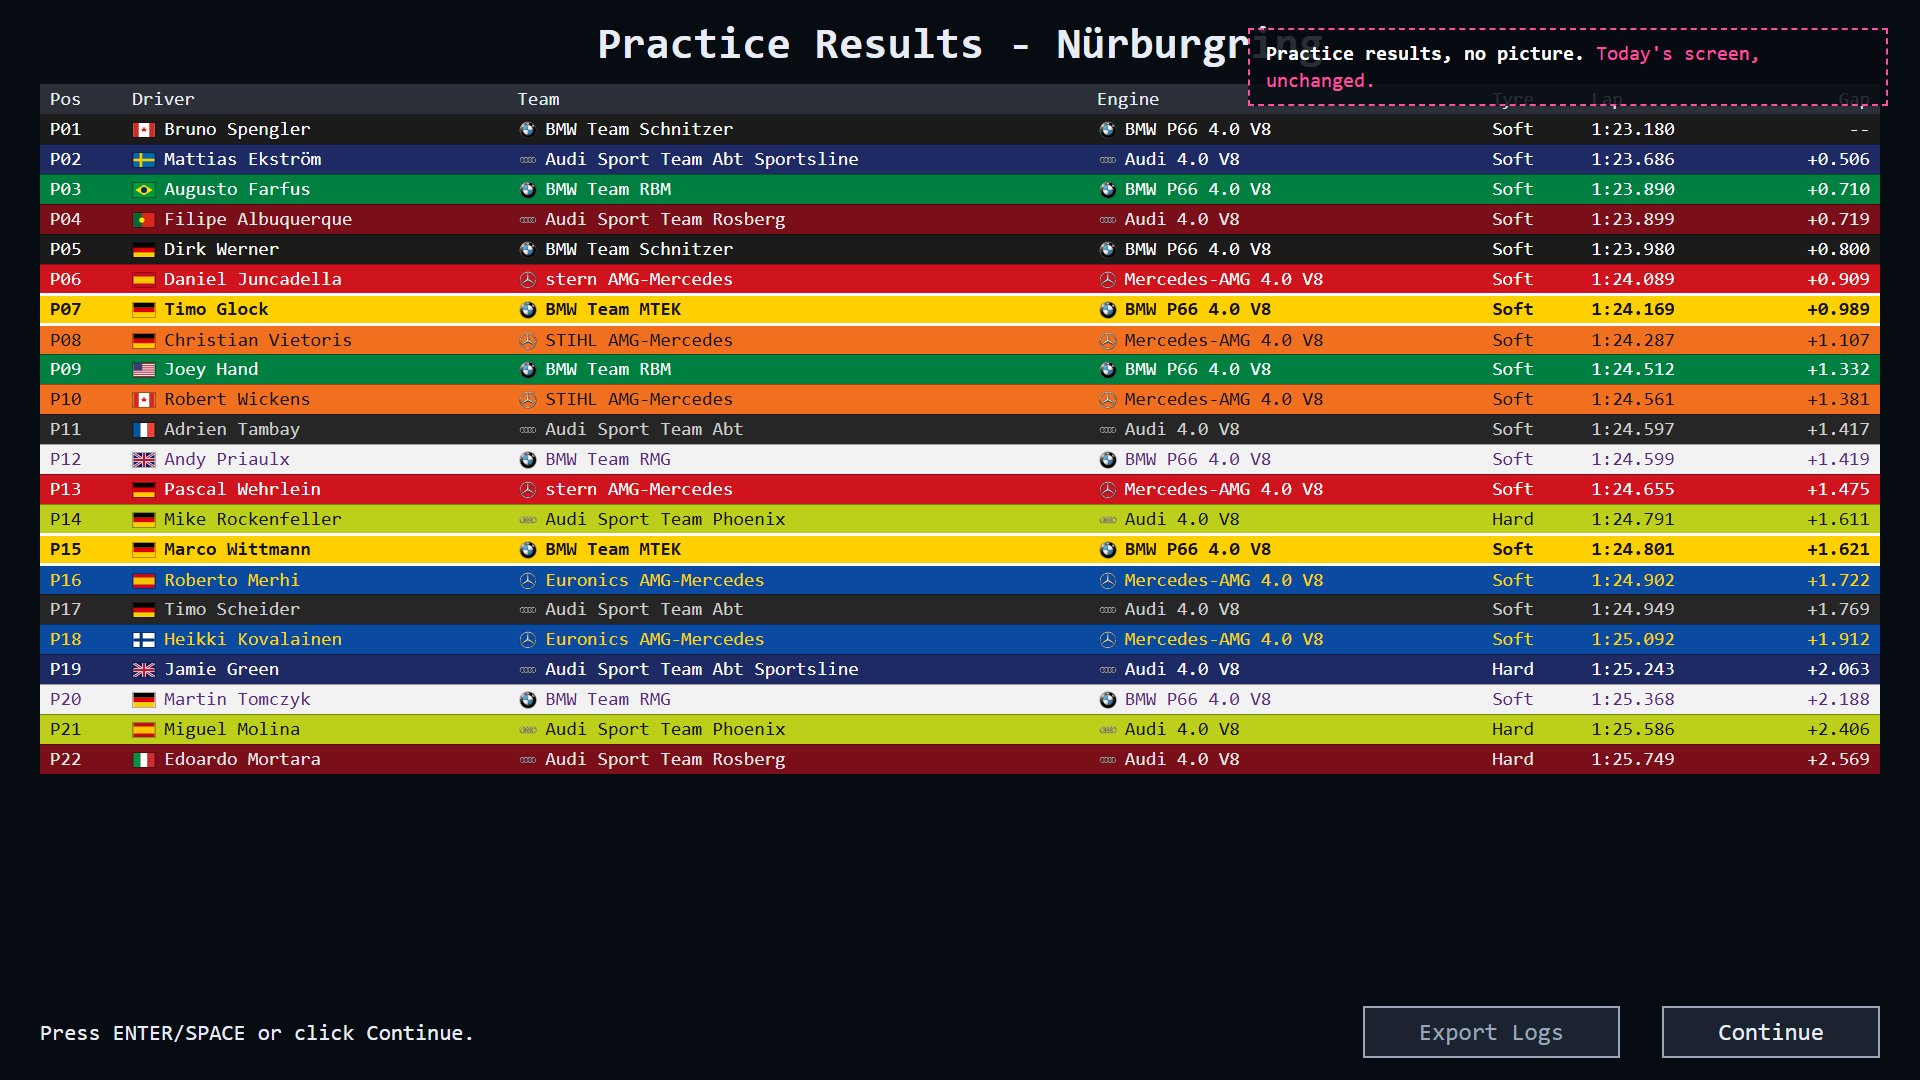 Practice Results - Nürburgring
Practice results, no picture. Today's screen,
unchanged.
Pos Driver Team Engine Tyre Lap Gap
P01 Bruno Spengler BMW Team Schnitzer BMW P66 4.0 V8 Soft 1:23.180 --
P02 Mattias Ekström Audi Sport Team Abt Sportsline Audi 4.0 V8 Soft 1:23.686 +0.506
P03 Augusto Farfus BMW Team RBM BMW P66 4.0 V8 Soft 1:23.890 +0.710
P04 Filipe Albuquerque Audi Sport Team Rosberg Audi 4.0 V8 Soft 1:23.899 +0.719
P05 Dirk Werner BMW Team Schnitzer BMW P66 4.0 V8 Soft 1:23.980 +0.800
P06 Daniel Juncadella stern AMG-Mercedes Mercedes-AMG 4.0 V8 Soft 1:24.089 +0.909
P07 Timo Glock BMW Team MTEK BMW P66 4.0 V8 Soft 1:24.169 +0.989
P08 Christian Vietoris STIHL AMG-Mercedes Mercedes-AMG 4.0 V8 Soft 1:24.287 +1.107
P09 Joey Hand BMW Team RBM BMW P66 4.0 V8 Soft 1:24.512 +1.332
P10 Robert Wickens STIHL AMG-Mercedes Mercedes-AMG 4.0 V8 Soft 1:24.561 +1.381
P11 Adrien Tambay Audi Sport Team Abt Audi 4.0 V8 Soft 1:24.597 +1.417
P12 Andy Priaulx BMW Team RMG BMW P66 4.0 V8 Soft 1:24.599 +1.419
P13 Pascal Wehrlein stern AMG-Mercedes Mercedes-AMG 4.0 V8 Soft 1:24.655 +1.475
P14 Mike Rockenfeller Audi Sport Team Phoenix Audi 4.0 V8 Hard 1:24.791 +1.611
P15 Marco Wittmann BMW Team MTEK BMW P66 4.0 V8 Soft 1:24.801 +1.621
P16 Roberto Merhi Euronics AMG-Mercedes Mercedes-AMG 4.0 V8 Soft 1:24.902 +1.722
P17 Timo Scheider Audi Sport Team Abt Audi 4.0 V8 Soft 1:24.949 +1.769
P18 Heikki Kovalainen Euronics AMG-Mercedes Mercedes-AMG 4.0 V8 Soft 1:25.092 +1.912
P19 Jamie Green Audi Sport Team Abt Sportsline Audi 4.0 V8 Hard 1:25.243 +2.063
P20 Martin Tomczyk BMW Team RMG BMW P66 4.0 V8 Soft 1:25.368 +2.188
P21 Miguel Molina Audi Sport Team Phoenix Audi 4.0 V8 Hard 1:25.586 +2.406
P22 Edoardo Mortara Audi Sport Team Rosberg Audi 4.0 V8 Hard 1:25.749 +2.569
Press ENTER/SPACE or click Continue.
Export Logs
Continue